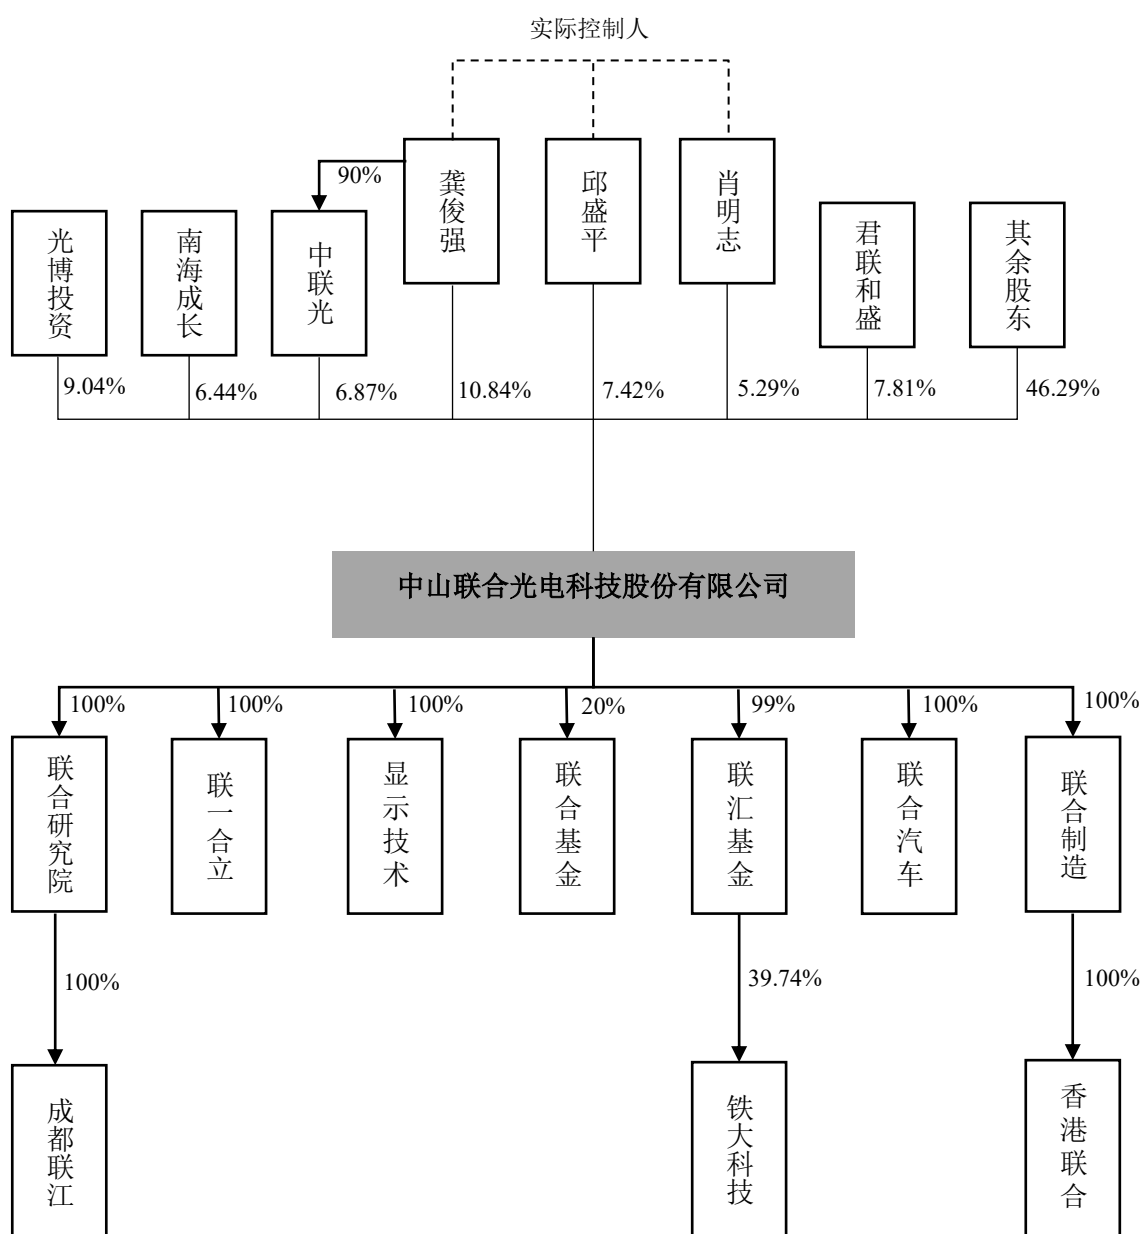 实际控制人
龚俊强
邱盛平
肖明志
90%
光博投资
南海成长
中联光
君联和盛
其余股东
9.04%
6.44%
6.87%
10.84%
7.42%
5.29%
7.81%
46.29%
中山联合光电科技股份有限公司
100%
100%
100%
20%
99%
100%
100%
联合研究院
联一合立
显示技术
联合基金
联汇基金
联合汽车
联合制造
100%
39.74%
100%
成都联江
铁大科技
香港联合